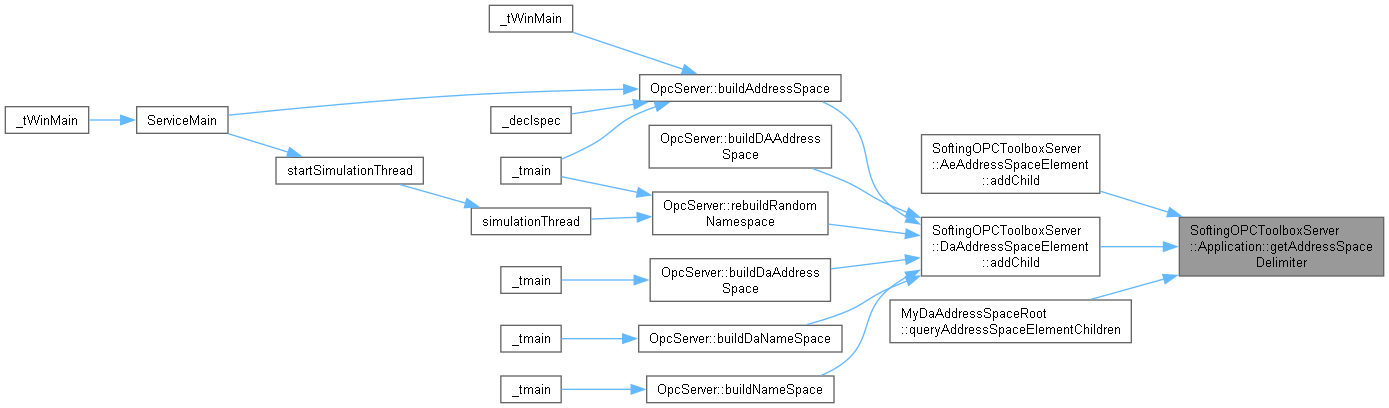 _tWinMain
OpcServer::buildAddressSpace
_tWinMain
ServiceMain
_declspec
OpcServer::buildDAAddress
Space
SoftingOPCToolboxServer
::AeAddressSpaceElement
::addChild
startSimulationThread
_tmain
OpcServer::rebuildRandom
Namespace
simulationThread
SoftingOPCToolboxServer
::DaAddressSpaceElement
::addChild
SoftingOPCToolboxServer
::Application::getAddressSpace
Delimiter
_tmain
OpcServer::buildDaAddress
Space
MyDaAddressSpaceRoot
::queryAddressSpaceElementChildren
_tmain
OpcServer::buildDaNameSpace
_tmain
OpcServer::buildNameSpace